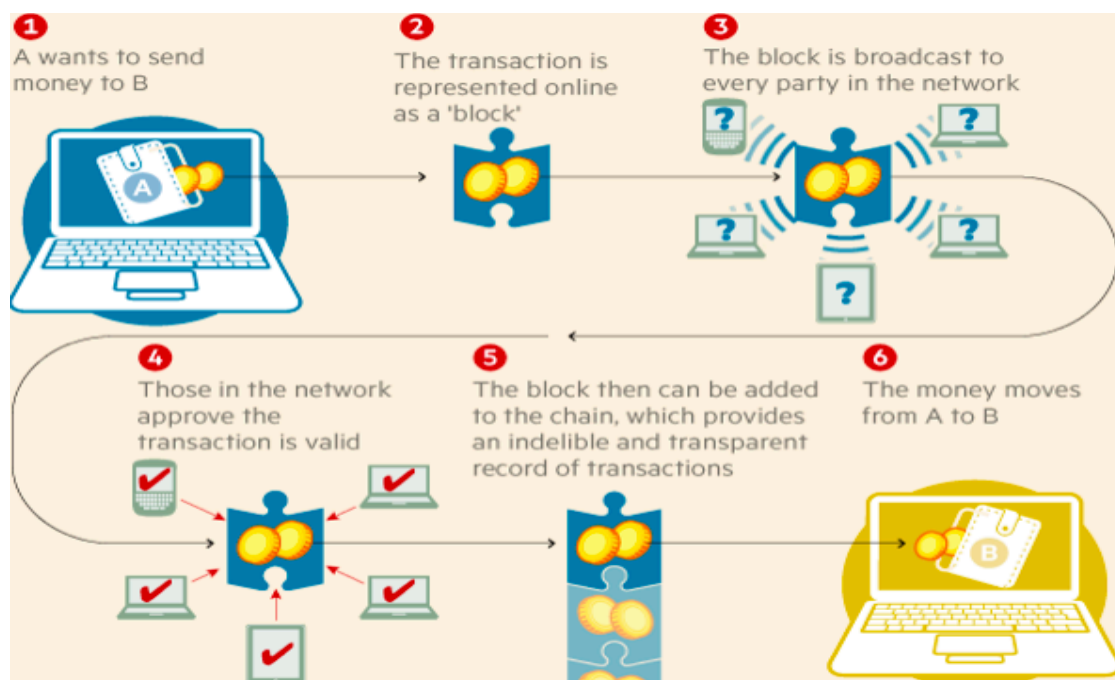 1
A wants to send
money to B
A
2
The transaction is
represented online
as a 'block'
3
The block is broadcast to
every party in the network
?
?
?
?
?
4
Those in the network
approve the
transaction is valid
5
The block then can be added
to the chain, which provides
an indelible and transparent
record of transactions
6
The money moves
from A to B
B